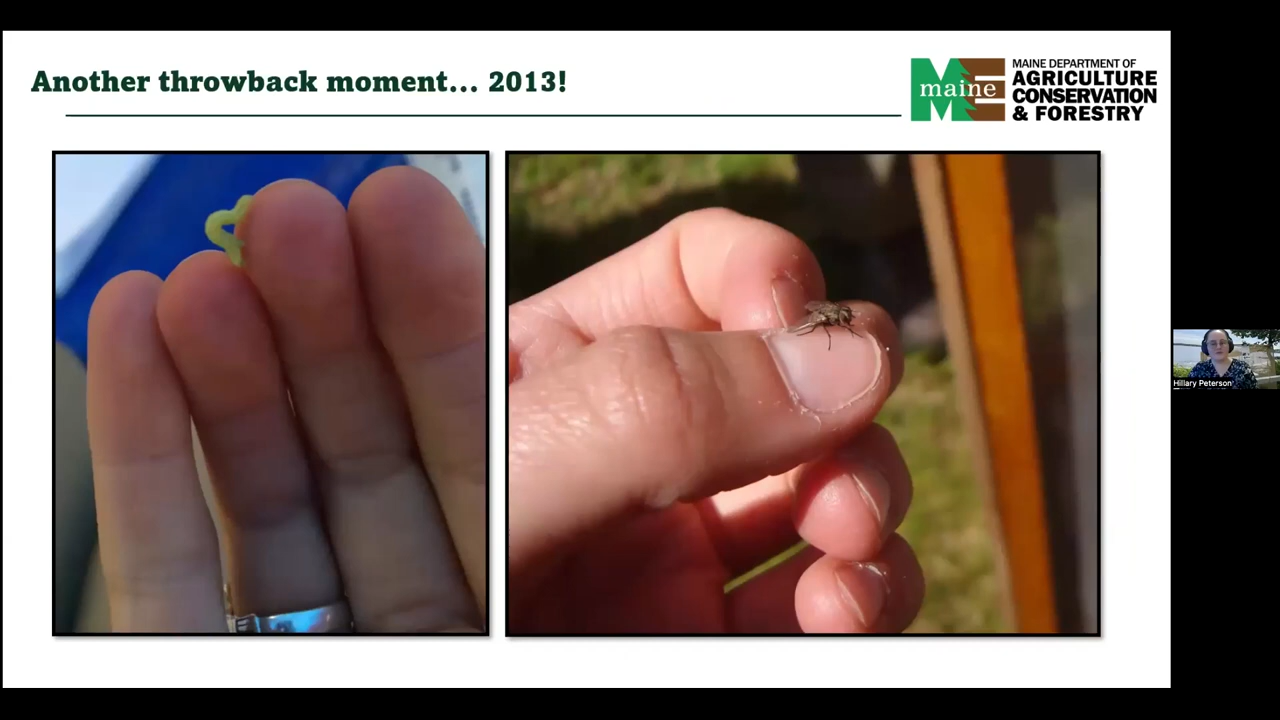 Another throwback moment... 2013!
maine
MAINE DEPARTMENT OF
AGRICULTURE
CONSERVATION
& FORESTRY
Hillary Peterson